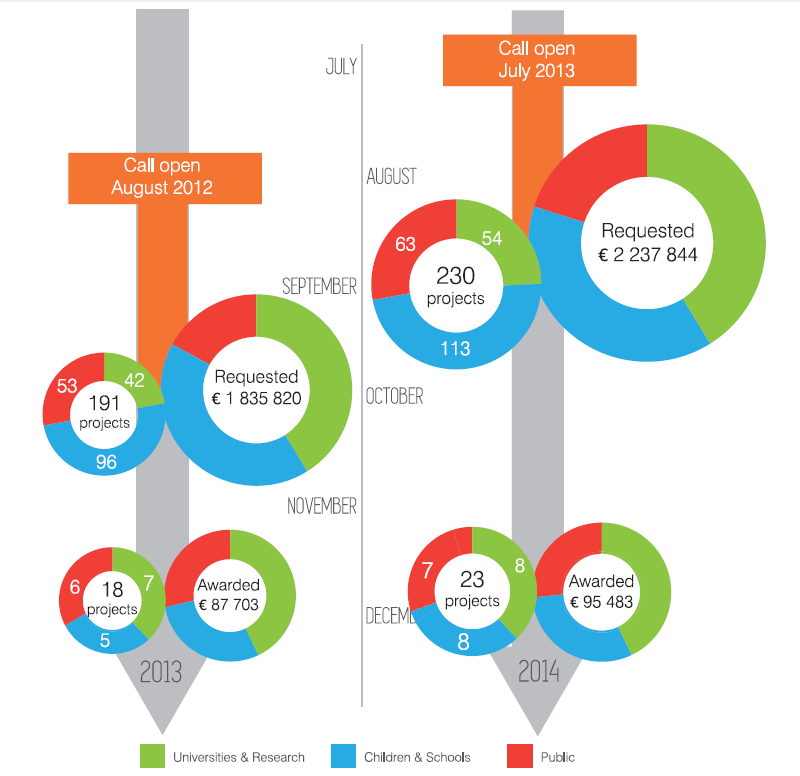 Call open
July 2013
JULY
Call open
August 2012
AUGUST
63
54
230
projects
113
Requested
€ 2 237 844
SEPTEMBER
53
42
191
projects
96
Requested
€ 1 835 820
OCTOBER
NOVEMBER
6
7
18
projects
5
Awarded
€ 87 703
7
8
23
projects
8
Awarded
€ 95 483
DECEM
2013
2014
Universities & Research
Children & Schools
Public